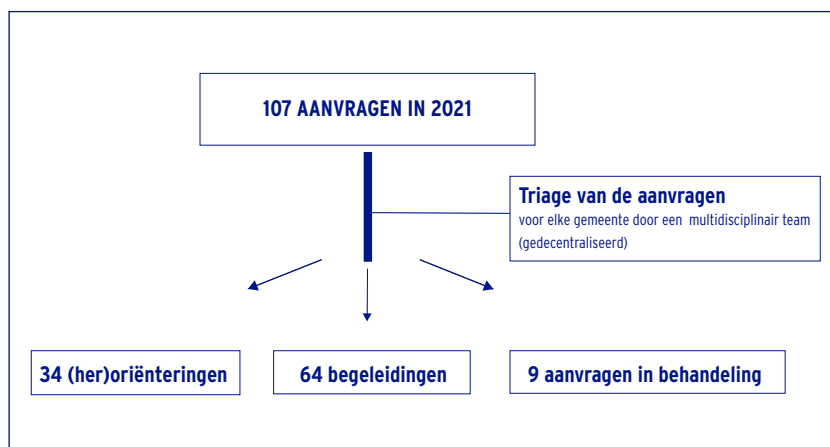 107 AANVRAGEN IN 2021
Triage van de aanvragen
voor elke gemeente door een multidisciplinair team
(gedecentraliseerd)
34 (her)oriënteringen
64 begeleidingen
9 aanvragen in behandeling